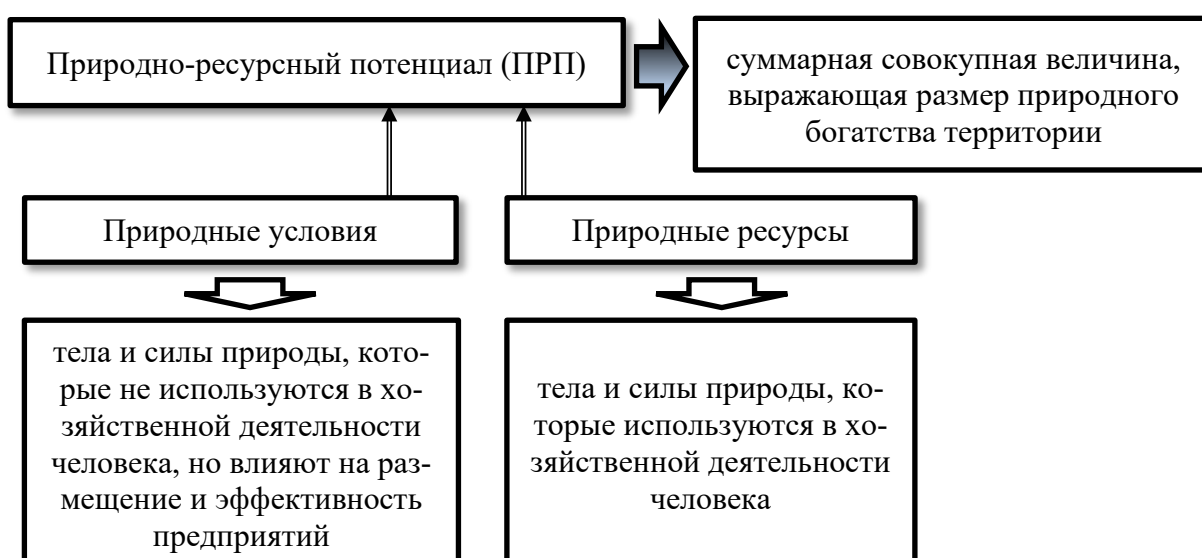 Природно-ресурсный потенциал (ПРП)
суммарная совокупная величина,
выражающая размер природного
богатства территории
Природные условия
Природные ресурсы
тела и силы природы, кото-
рые не используются в хо-
зяйственной деятельности
человека, но влияют на раз-
мещение и эффективность
предприятий
тела и силы природы, ко-
торые используются в хо-
зяйственной деятельности
человека